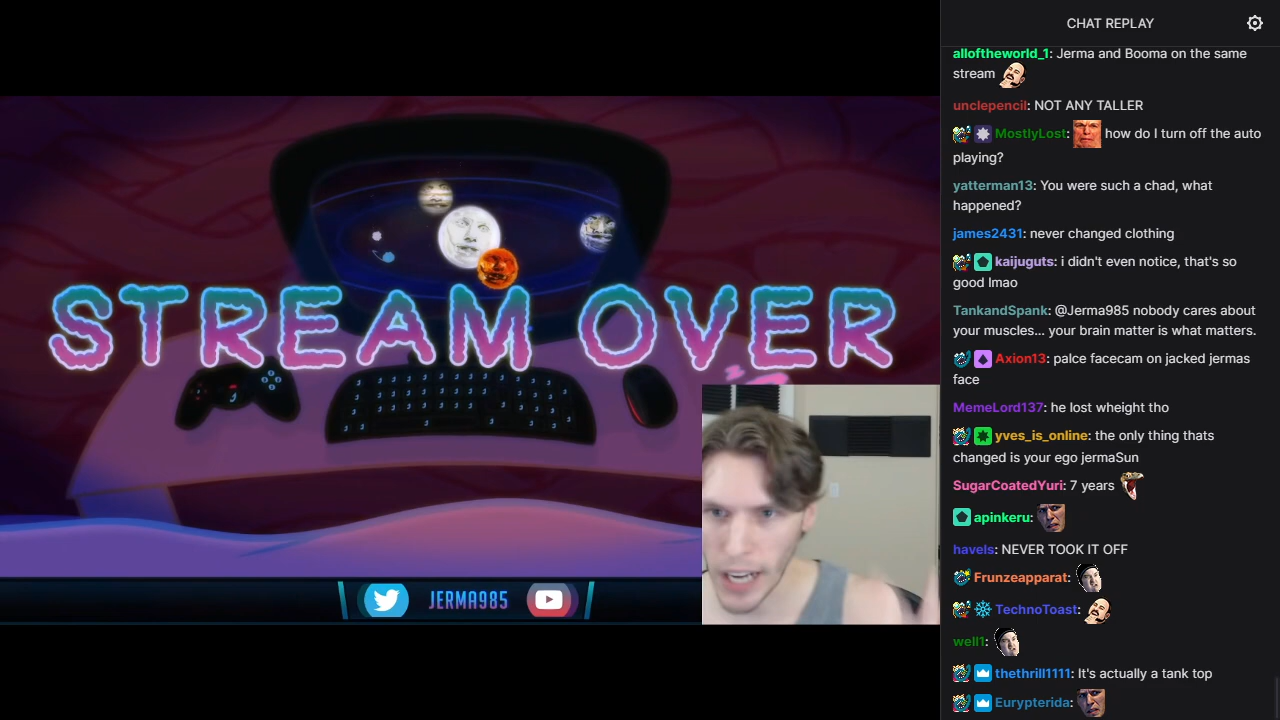 CHAT REPLAY
alloftheworld_1: Jerma and Booma on the same
stream
unclepencil: NOT ANY TALLER
MostlyLost: how do I turn off the auto
playing?
yatterman13: You were such a chad, what
happened?
james2431: never changed clothing
kaijuguts: i didn't even notice, that's so
good lmao
TankandSpank: @Jerma985 nobody cares about
your muscles... your brain matter is what matters.
Axion13: palce facecam on jacked jermas
face
MemeLord137: he lost wheight tho
yves_is_online: the only thing thats
changed is your ego jermaSun
SugarCoatedYuri: 7 years
apinkeru:
havels: NEVER TOOK IT OFF
Frunzeapparat:
TechnoToast:
well1:
thethrill1111: It's actually a tank top
Eurypterida:
STREAM OVER
JERMA985